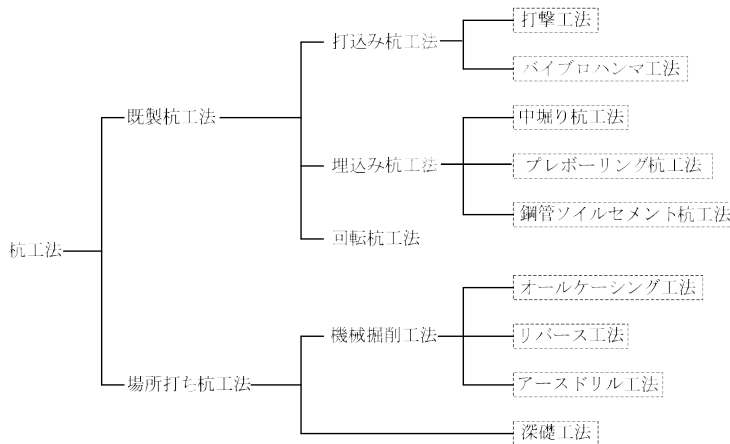 杭工法
既製杭工法
打込み杭工法
打撃工法
バイブロハンマ工法
埋込み杭工法
中堀り杭工法
プレボーリング杭工法
鋼管ソイルセメント杭工法
回転杭工法
場所打ち杭工法
機械掘削工法
オールケーシング工法
リバース工法
アースドリル工法
深礎工法